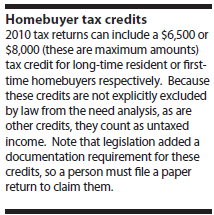 Homebuyer tax credits
2010 tax returns can include a $6,500 or
$8,000 (these are maximum amounts)
tax credit for long-time resident or first-
time homebuyers respectively.  Because
these credits are not explicitly excluded
by law from the need analysis, as are
other credits, they count as untaxed
income.  Note that legislation added a
documentation requirement for these
credits, so a person must file a paper
return to claim them.